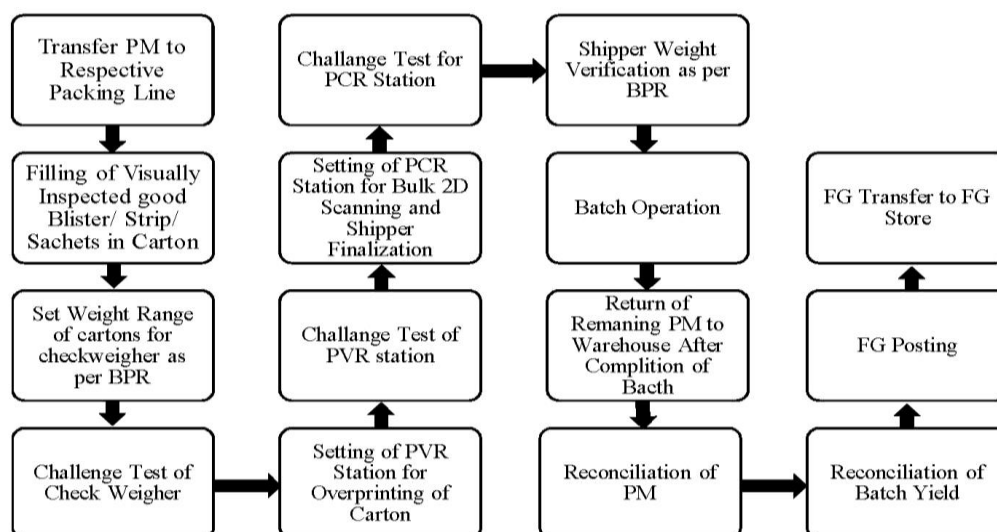 Transfer PM to
Respective
Packing Line
Filling of Visually
Inspected good
Blister/ Strip/
Sachets in Carton
Set Weight Range
of cartons for
checkweigher as
per BPR
Challenge Test of
Check Weigher
Setting of PVR
Station for
Overprinting of
Carton
Challange Test of
PVR station
Setting of PCR
Station for Bulk 2D
Scanning and
Shipper
Finalization
Challange Test for
PCR Station
Shipper Weight
Verification as per
BPR
Batch Operation
Return of
Remaning PM to
Warehouse After
Complition of
Bacth
Reconciliation of
PM
Reconciliation of
Batch Yield
FG Posting
FG Transfer to FG
Store